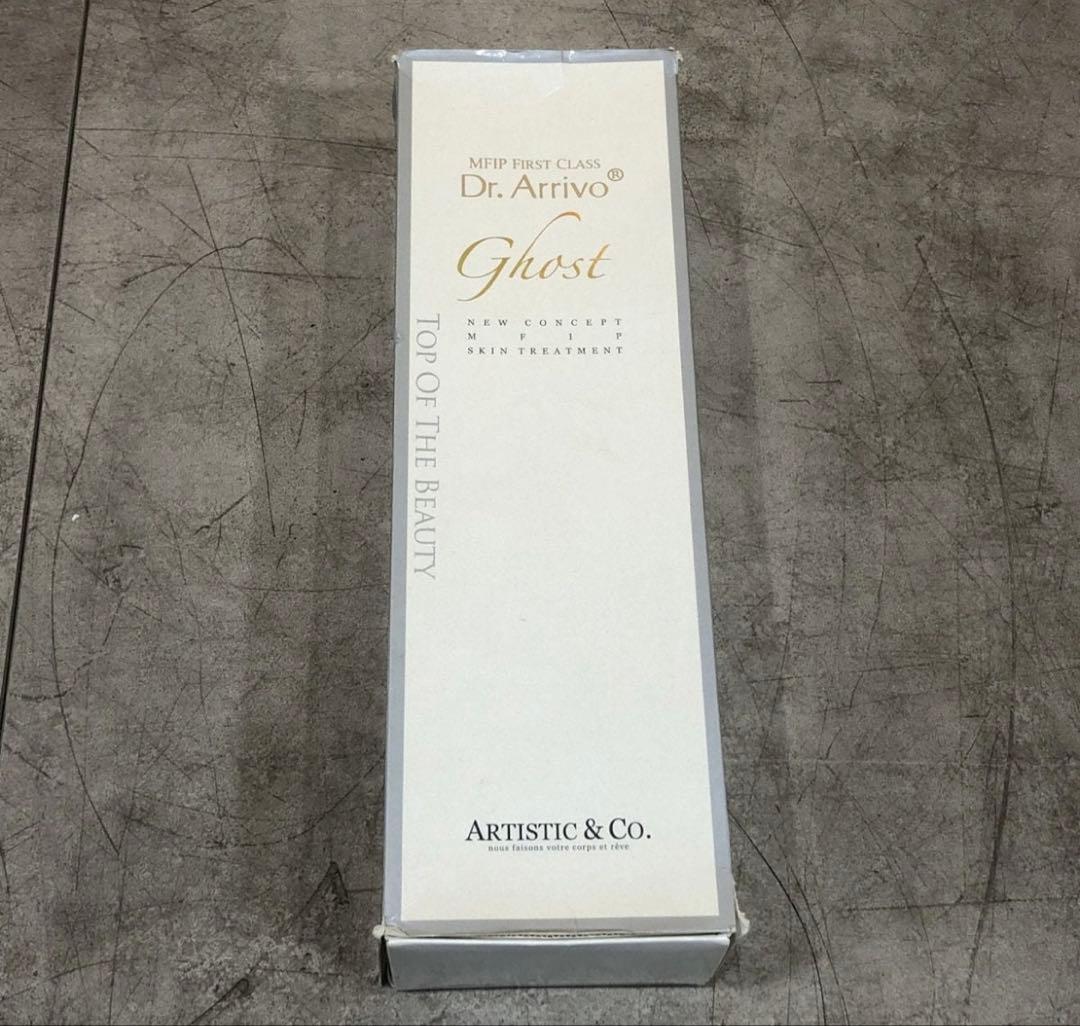 MFIP FIRST CLASS
Dr. Arrivo®
Ghost
NEW CONCEPT
M F I P
SKIN TREATMENT
TOP OF THE BEAUTY
ARTISTIC & CO.
nous faisons votre corps et rêve